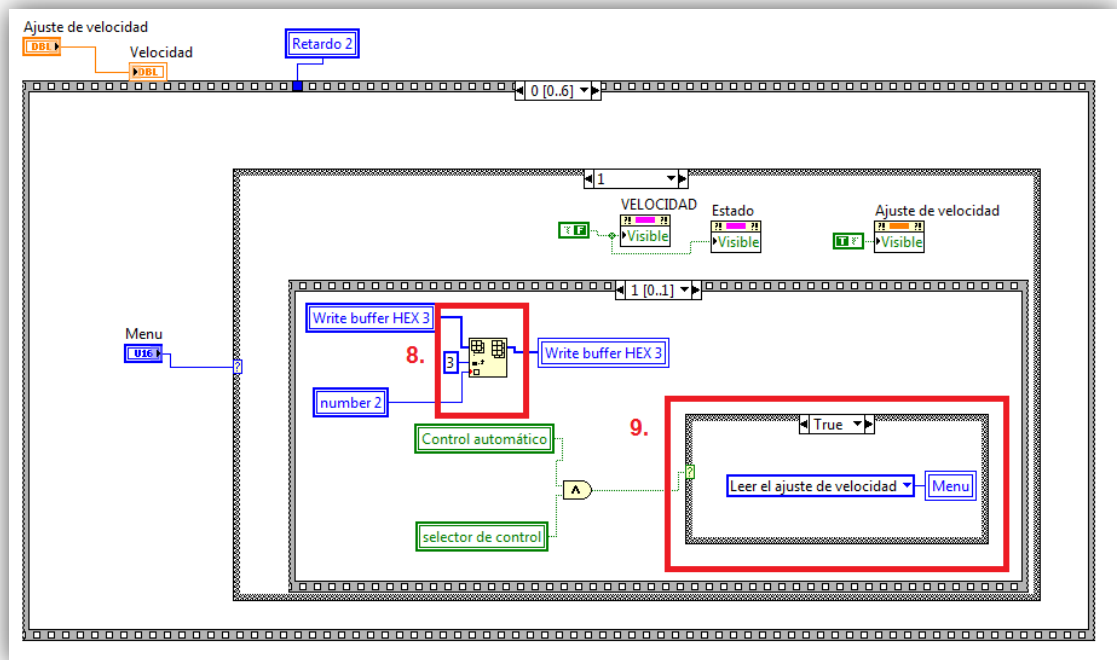 Ajuste de velocidad
DBL
Velocidad
DBL
Retardo 2
0 [0..6]
1
VELOCIDAD
Visible
Estado
Visible
Ajuste de velocidad
Visible
F
T
1 [0..1]
Write buffer HEX 3
8.
3
Write buffer HEX 3
number 2
Menu
U16
?
Control automático
selector de control
9.
True
?
Leer el ajuste de velocidad
Menu